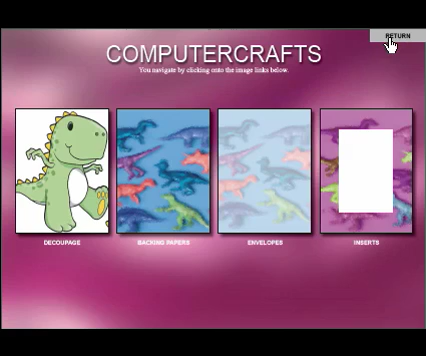 RETURN
COMPUTERCRAFTS
You navigate by clicking onto the image links below.
DECOUPAGE
BACKING PAPERS
ENVELOPES
INSERTS